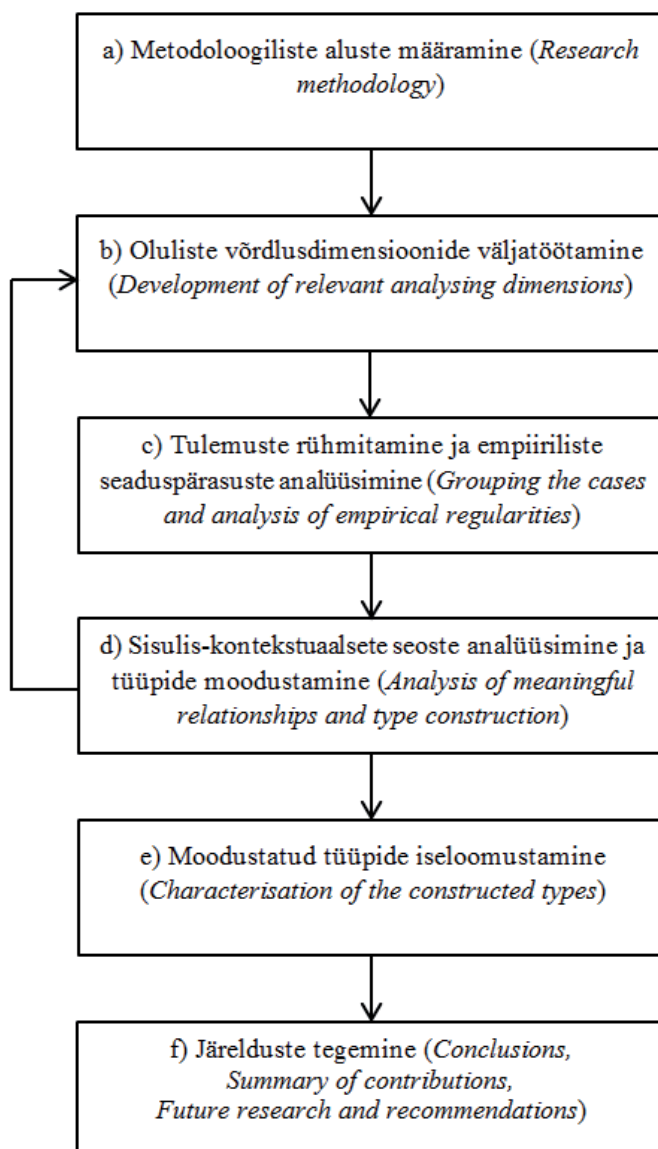 a) Metodoloogiliste aluste määramine (Research
methodology)
b) Oluliste võrdlusdimensioonide väljatöötamine
(Development of relevant analysing dimensions)
c) Tulemuste rühmitamine ja empiiriliste
seaduspärasuste analüüsimine (Grouping the cases
and analysis of empirical regularities)
d) Sisulis-kontekstuaalsete seoste analüüsimine ja
tüüpide moodustamine (Analysis of meaningful
relationships and type construction)
e) Moodustatud tüüpide iseloomustamine
(Characterisation of the constructed types)
f) Järelduste tegemine (Conclusions,
Summary of contributions,
Future research and recommendations)